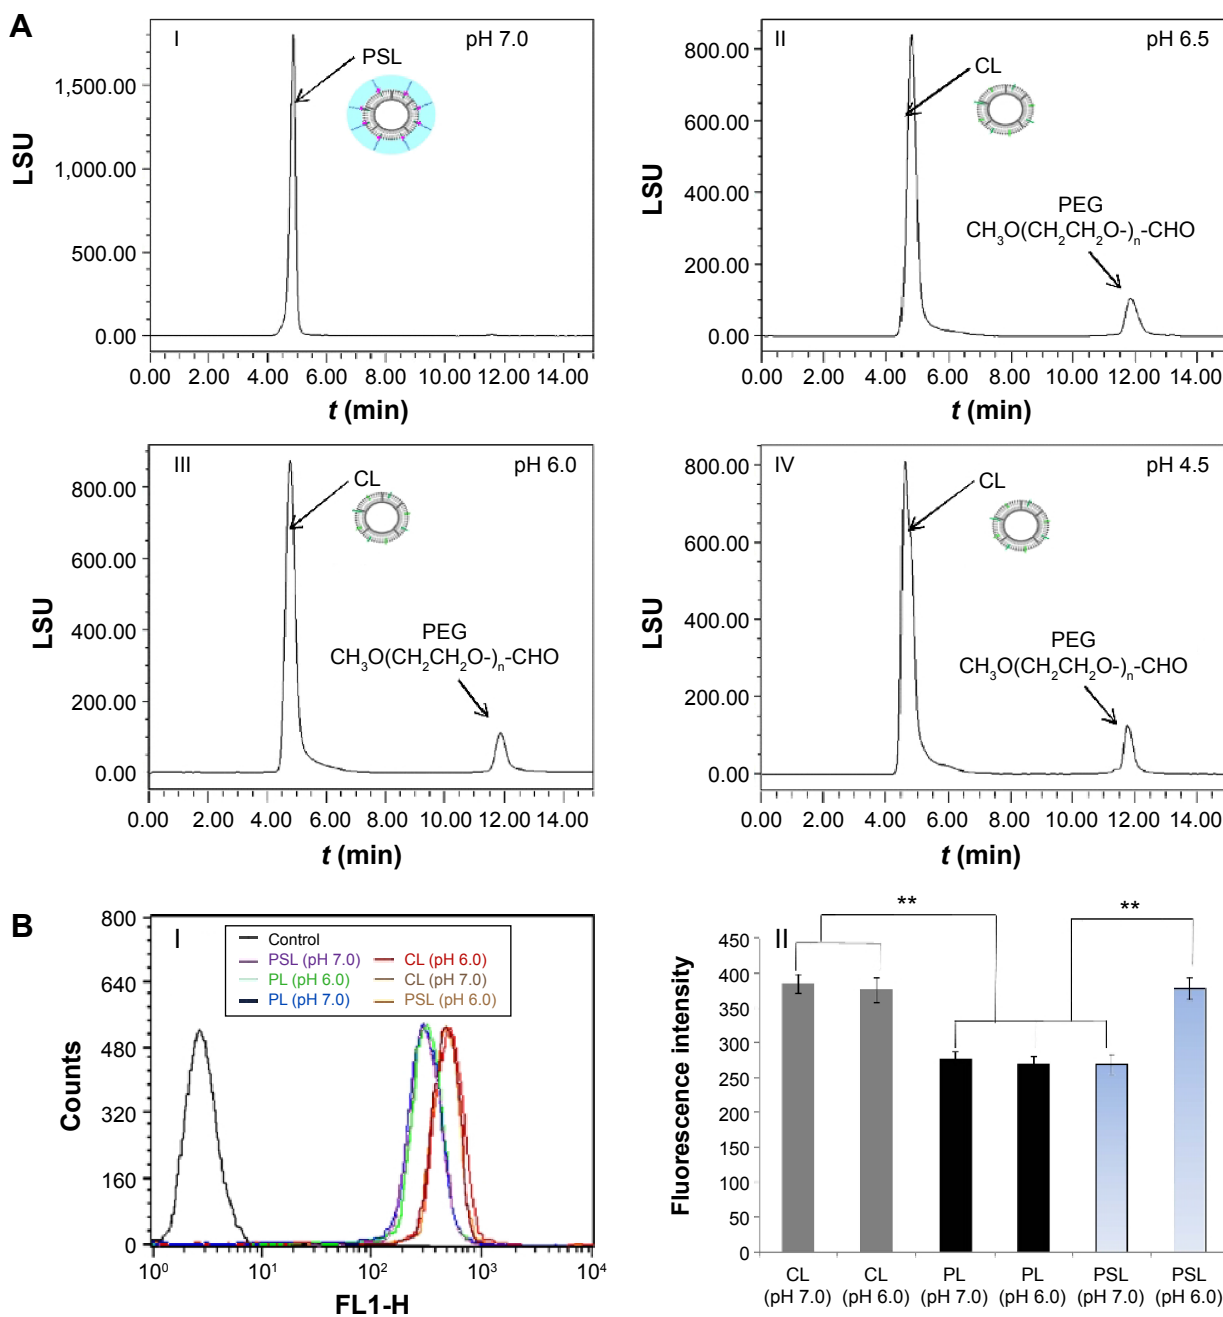 A
I
pH 7.0
PSL
1,500.00
1,000.00
500.00
0.00
LSU
0.00 2.00 4.00 6.00 8.00 10.00 12.00 14.00
t (min)
II
pH 6.5
CL
PEG
CH3O(CH2CH2O-)n-CHO
800.00
600.00
400.00
200.00
0.00
LSU
0.00 2.00 4.00 6.00 8.00 10.00 12.00 14.00
t (min)
III
pH 6.0
CL
PEG
CH3O(CH2CH2O-)n-CHO
800.00
600.00
400.00
200.00
0.00
LSU
0.00 2.00 4.00 6.00 8.00 10.00 12.00 14.00
t (min)
IV
pH 4.5
CL
PEG
CH3O(CH2CH2O-)n-CHO
800.00
600.00
400.00
200.00
0.00
LSU
0.00 2.00 4.00 6.00 8.00 10.00 12.00 14.00
t (min)
B
I
Control
PSL (pH 7.0) CL (pH 6.0)
PL (pH 6.0) CL (pH 7.0)
PL (pH 7.0) PSL (pH 6.0)
800
640
480
320
160
0
Counts
10⁰ 10¹ 10² 10³ 10⁴
FL1-H
II
** **
450
400
350
300
250
200
150
100
50
0
Fluorescence intensity
CL CL PL PL PSL PSL
(pH 7.0) (pH 6.0) (pH 7.0) (pH 6.0) (pH 7.0) (pH 6.0)